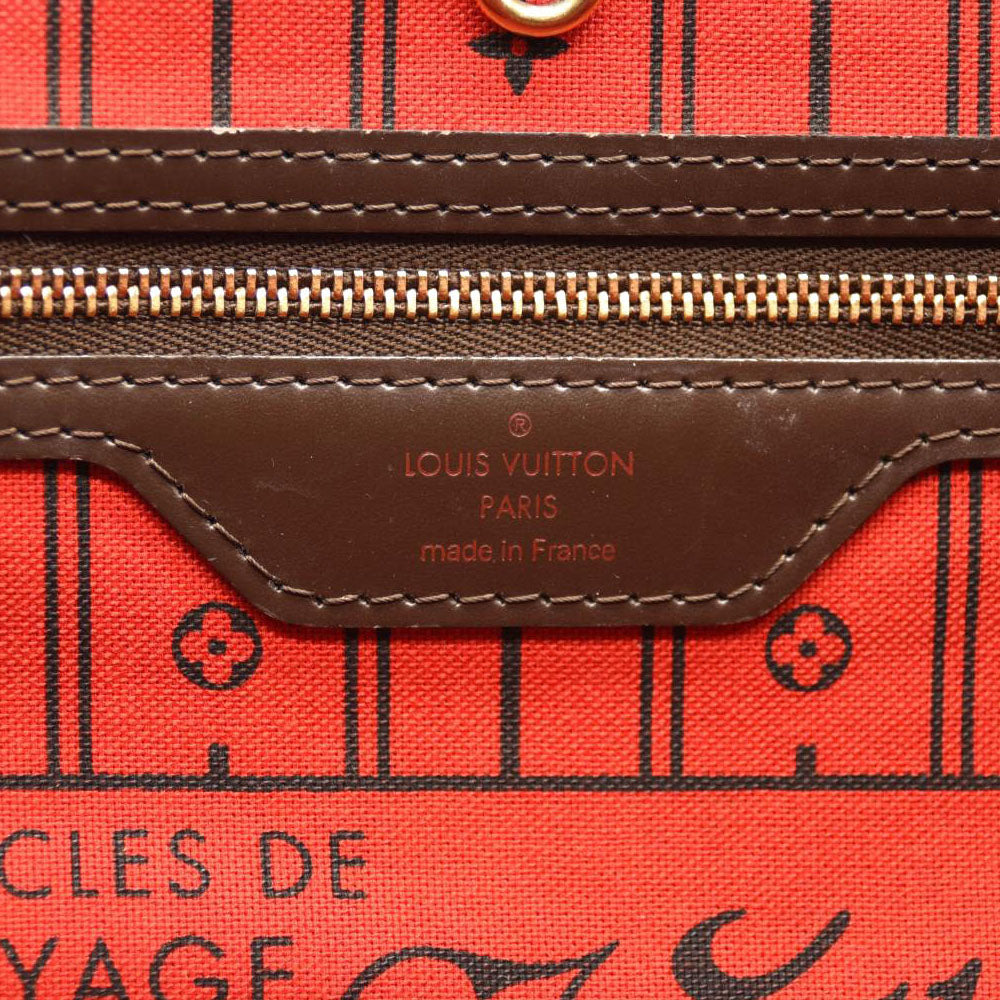 ®
LOUIS VUITTON
PARIS
made in France
CLES DE
YAGE